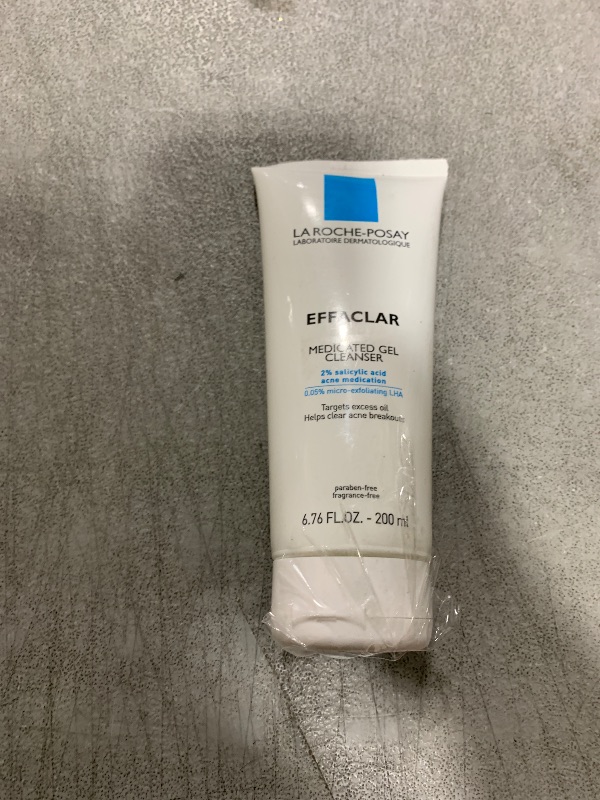 LA ROCHE-POSAY
LABORATOIRE DERMATOLOGIQUE
EFFACLAR
MEDICATED GEL
CLEANSER
2% salicylic acid
acne medication
0.05% micro-exfoliating LHA
Targets excess oil
Helps clear acne breakouts
paraben-free
fragrance-free
6.76 FL.OZ. - 200 ml